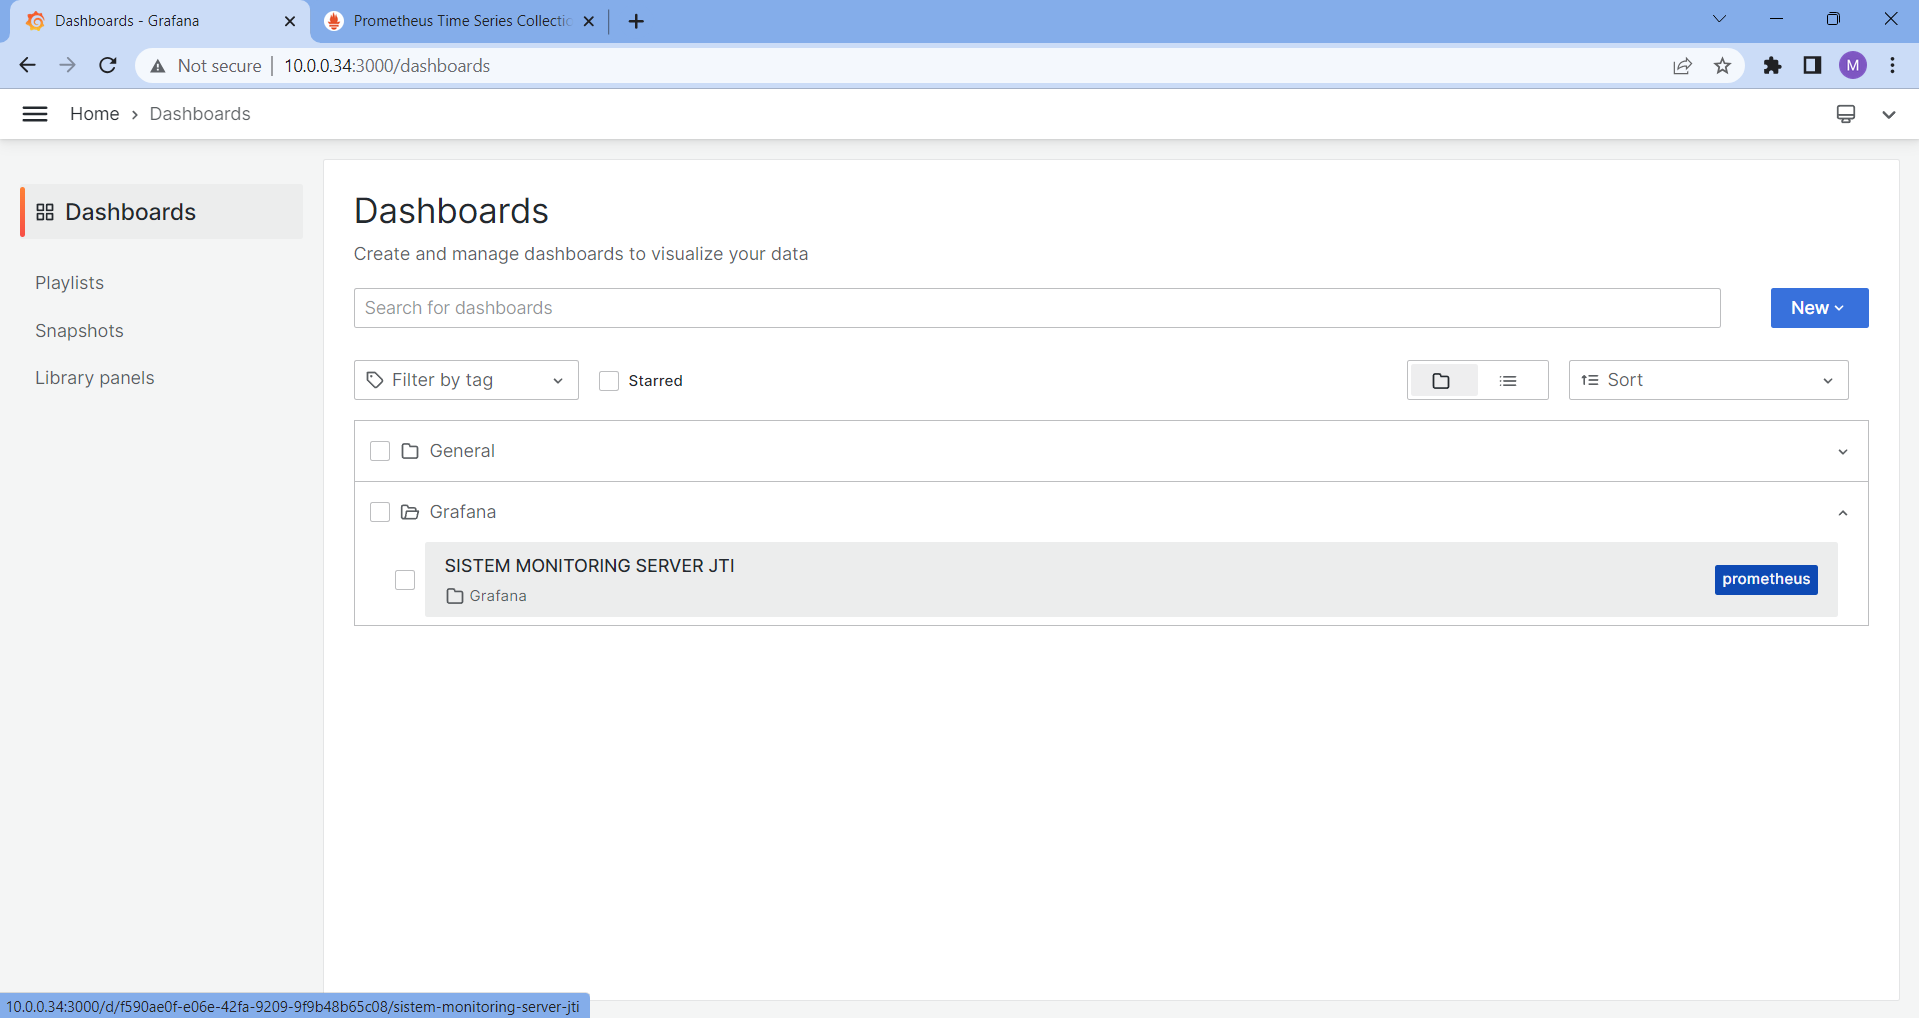 Dashboards - Grafana
Prometheus Time Series Collectio
Not secure
10.0.0.34:3000/dashboards
M
Home › Dashboards
Dashboards
Playlists
Snapshots
Library panels
Dashboards
Create and manage dashboards to visualize your data
Search for dashboards
New
Filter by tag
Starred
Sort
General
Grafana
SISTEM MONITORING SERVER JTI
Grafana
prometheus
10.0.0.34:3000/d/f590ae0f-e06e-42fa-9209-9f9b48b65c08/sistem-monitoring-server-jti